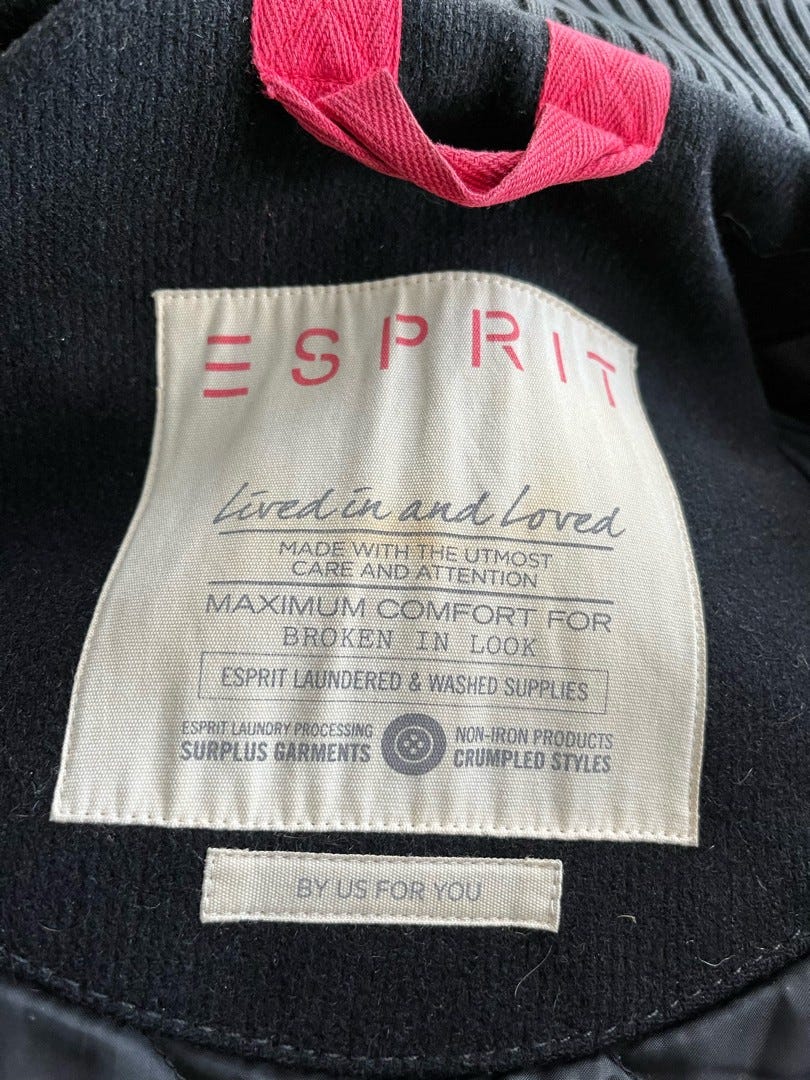 ESPRIT
Lived in and Loved
MADE WITH THE UTMOST
CARE AND ATTENTION
MAXIMUM COMFORT FOR
BROKEN IN LOOK
ESPRIT LAUNDERED & WASHED SUPPLIES
ESPRIT LAUNDRY PROCESSING
SURPLUS GARMENTS
NON-IRON PRODUCTS
CRUMPLED STYLES
BY US FOR YOU